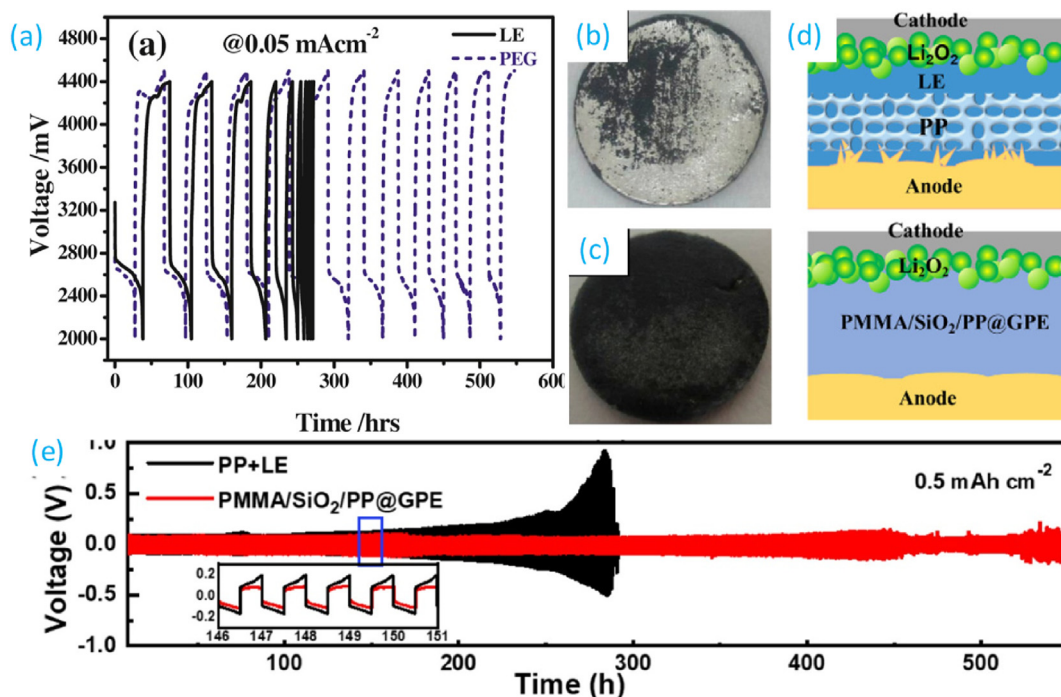 (a)
(a)
@0.05 mAcm⁻²
LE
PEG
4800
4400
4000
3600
3200
2800
2400
2000
Voltage /mV
0 100 200 300 400 500 600
Time /hrs
(b)
(c)
(d)
Cathode
Li₂O₂
LE
PP
Anode
Cathode
Li₂O₂
PMMA/SiO₂/PP@GPE
Anode
(e)
PP+LE
PMMA/SiO₂/PP@GPE
0.5 mAh cm⁻²
1.0
0.5
0.0
-0.5
-1.0
Voltage (V)
0.2
0.0
-0.2
146 147 148 149 150 151
100 200 300 400 500
Time (h)